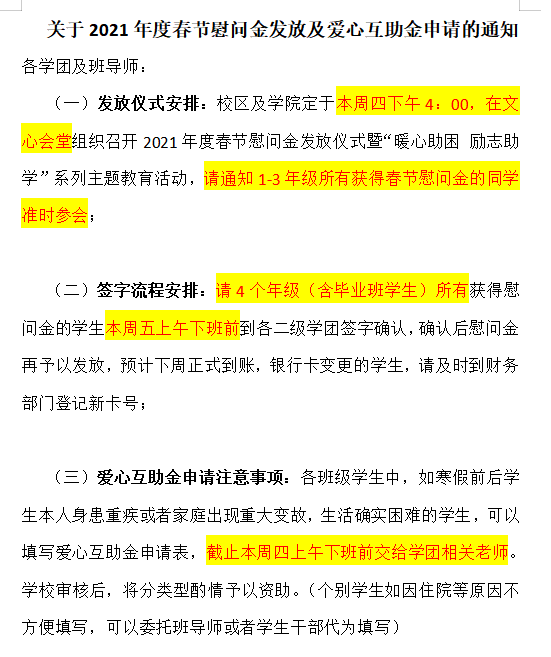 关于 2021 年度春节慰问金发放及爱心互助金申请的通知
各学团及班导师：
（一）发放仪式安排：校区及学院定于本周四下午 4：00，在文
心会堂组织召开 2021 年度春节慰问金发放仪式暨“暖心助困 励志助
学”系列主题教育活动，请通知 1-3 年级所有获得春节慰问金的同学
准时参会；
（二）签字流程安排：请 4 个年级（含毕业班学生）所有获得慰
问金的学生本周五上午下班前到各二级学团签字确认，确认后慰问金
再予以发放，预计下周正式到账，银行卡变更的学生，请及时到财务
部门登记新卡号；
（三）爱心互助金申请注意事项：各班级学生中，如寒假前后学
生本人身患重疾或者家庭出现重大变故，生活确实困难的学生，可以
填写爱心互助金申请表，截止本周四上午下班前交给学团相关老师。
学校审核后，将分类型酌情予以资助。（个别学生如因住院等原因不
方便填写，可以委托班导师或者学生干部代为填写）